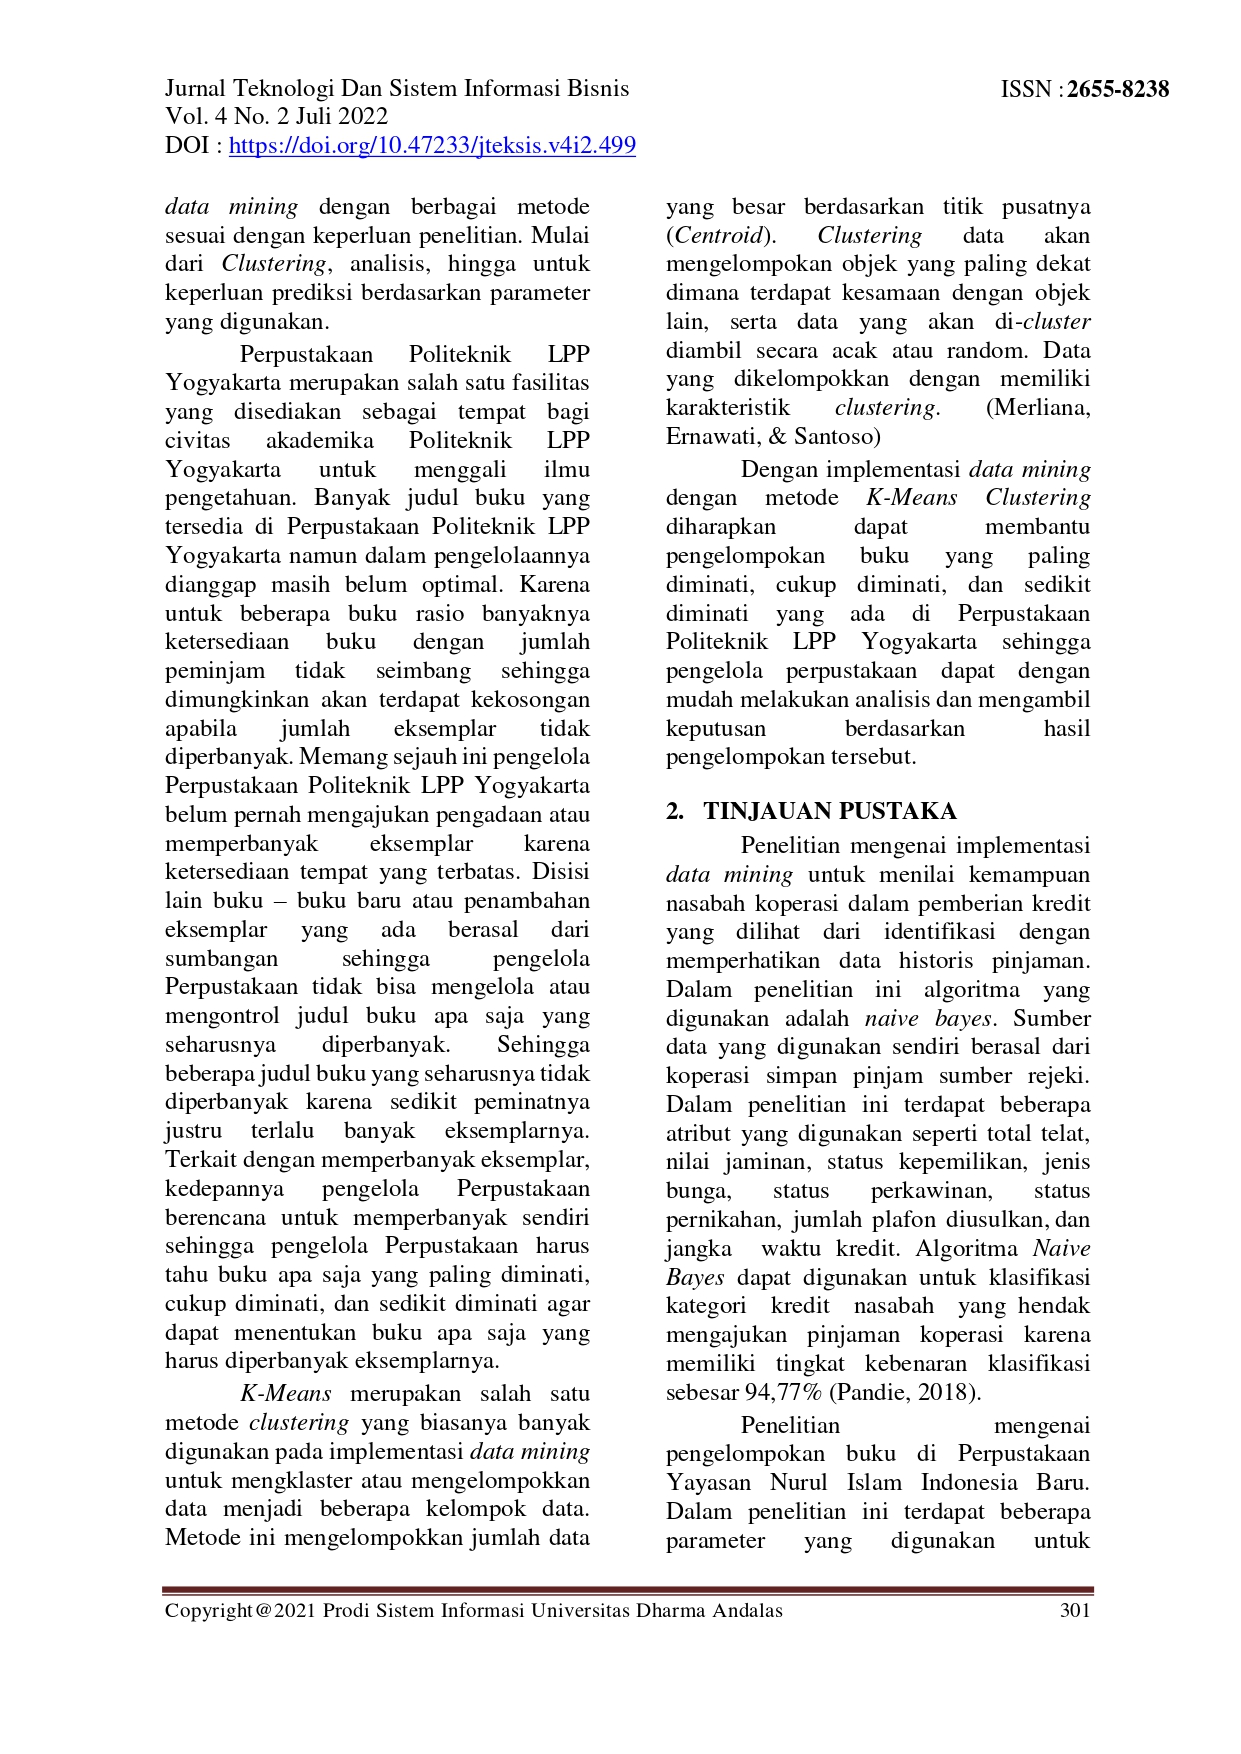 Jurnal Teknologi Dan Sistem Informasi Bisnis
ISSN : 2655-8238
Vol. 4 No. 2 Juli 2022
DOI : https://doi.org/10.47233/jteksis.v4i2.499
data mining dengan berbagai metode
sesuai dengan keperluan penelitian. Mulai
dari Clustering, analisis, hingga untuk
keperluan prediksi berdasarkan parameter
yang digunakan.
Perpustakaan Politeknik LPP
Yogyakarta merupakan salah satu fasilitas
yang disediakan sebagai tempat bagi
civitas akademika Politeknik LPP
Yogyakarta untuk menggali ilmu
pengetahuan. Banyak judul buku yang
tersedia di Perpustakaan Politeknik LPP
Yogyakarta namun dalam pengelolaannya
dianggap masih belum optimal. Karena
untuk beberapa buku rasio banyaknya
ketersediaan buku dengan jumlah
peminjam tidak seimbang sehingga
dimungkinkan akan terdapat kekosongan
apabila jumlah eksemplar tidak
diperbanyak. Memang sejauh ini pengelola
Perpustakaan Politeknik LPP Yogyakarta
belum pernah mengajukan pengadaan atau
memperbanyak eksemplar karena
ketersediaan tempat yang terbatas. Disisi
lain buku – buku baru atau penambahan
eksemplar yang ada berasal dari
sumbangan sehingga pengelola
Perpustakaan tidak bisa mengelola atau
mengontrol judul buku apa saja yang
seharusnya diperbanyak. Sehingga
beberapa judul buku yang seharusnya tidak
diperbanyak karena sedikit peminatnya
justru terlalu banyak eksemplarnya.
Terkait dengan memperbanyak eksemplar,
kedepannya pengelola Perpustakaan
berencana untuk memperbanyak sendiri
sehingga pengelola Perpustakaan harus
tahu buku apa saja yang paling diminati,
cukup diminati, dan sedikit diminati agar
dapat menentukan buku apa saja yang
harus diperbanyak eksemplarnya.
K-Means merupakan salah satu
metode clustering yang biasanya banyak
digunakan pada implementasi data mining
untuk mengklaster atau mengelompokkan
data menjadi beberapa kelompok data.
Metode ini mengelompokkan jumlah data
yang besar berdasarkan titik pusatnya
(Centroid). Clustering data akan
mengelompokan objek yang paling dekat
dimana terdapat kesamaan dengan objek
lain, serta data yang akan di-cluster
diambil secara acak atau random. Data
yang dikelompokkan dengan memiliki
karakteristik clustering. (Merliana,
Ernawati, & Santoso)
Dengan implementasi data mining
dengan metode K-Means Clustering
diharapkan dapat membantu
pengelompokan buku yang paling
diminati, cukup diminati, dan sedikit
diminati yang ada di Perpustakaan
Politeknik LPP Yogyakarta sehingga
pengelola perpustakaan dapat dengan
mudah melakukan analisis dan mengambil
keputusan berdasarkan hasil
pengelompokan tersebut.
2. TINJAUAN PUSTAKA
Penelitian mengenai implementasi
data mining untuk menilai kemampuan
nasabah koperasi dalam pemberian kredit
yang dilihat dari identifikasi dengan
memperhatikan data historis pinjaman.
Dalam penelitian ini algoritma yang
digunakan adalah naive bayes. Sumber
data yang digunakan sendiri berasal dari
koperasi simpan pinjam sumber rejeki.
Dalam penelitian ini terdapat beberapa
atribut yang digunakan seperti total telat,
nilai jaminan, status kepemilikan, jenis
bunga, status perkawinan, status
pernikahan, jumlah plafon diusulkan, dan
jangka waktu kredit. Algoritma Naive
Bayes dapat digunakan untuk klasifikasi
kategori kredit nasabah yang hendak
mengajukan pinjaman koperasi karena
memiliki tingkat kebenaran klasifikasi
sebesar 94,77% (Pandie, 2018).
Penelitian mengenai
pengelompokan buku di Perpustakaan
Yayasan Nurul Islam Indonesia Baru.
Dalam penelitian ini terdapat beberapa
parameter yang digunakan untuk
Copyright@2021 Prodi Sistem Informasi Universitas Dharma Andalas
301